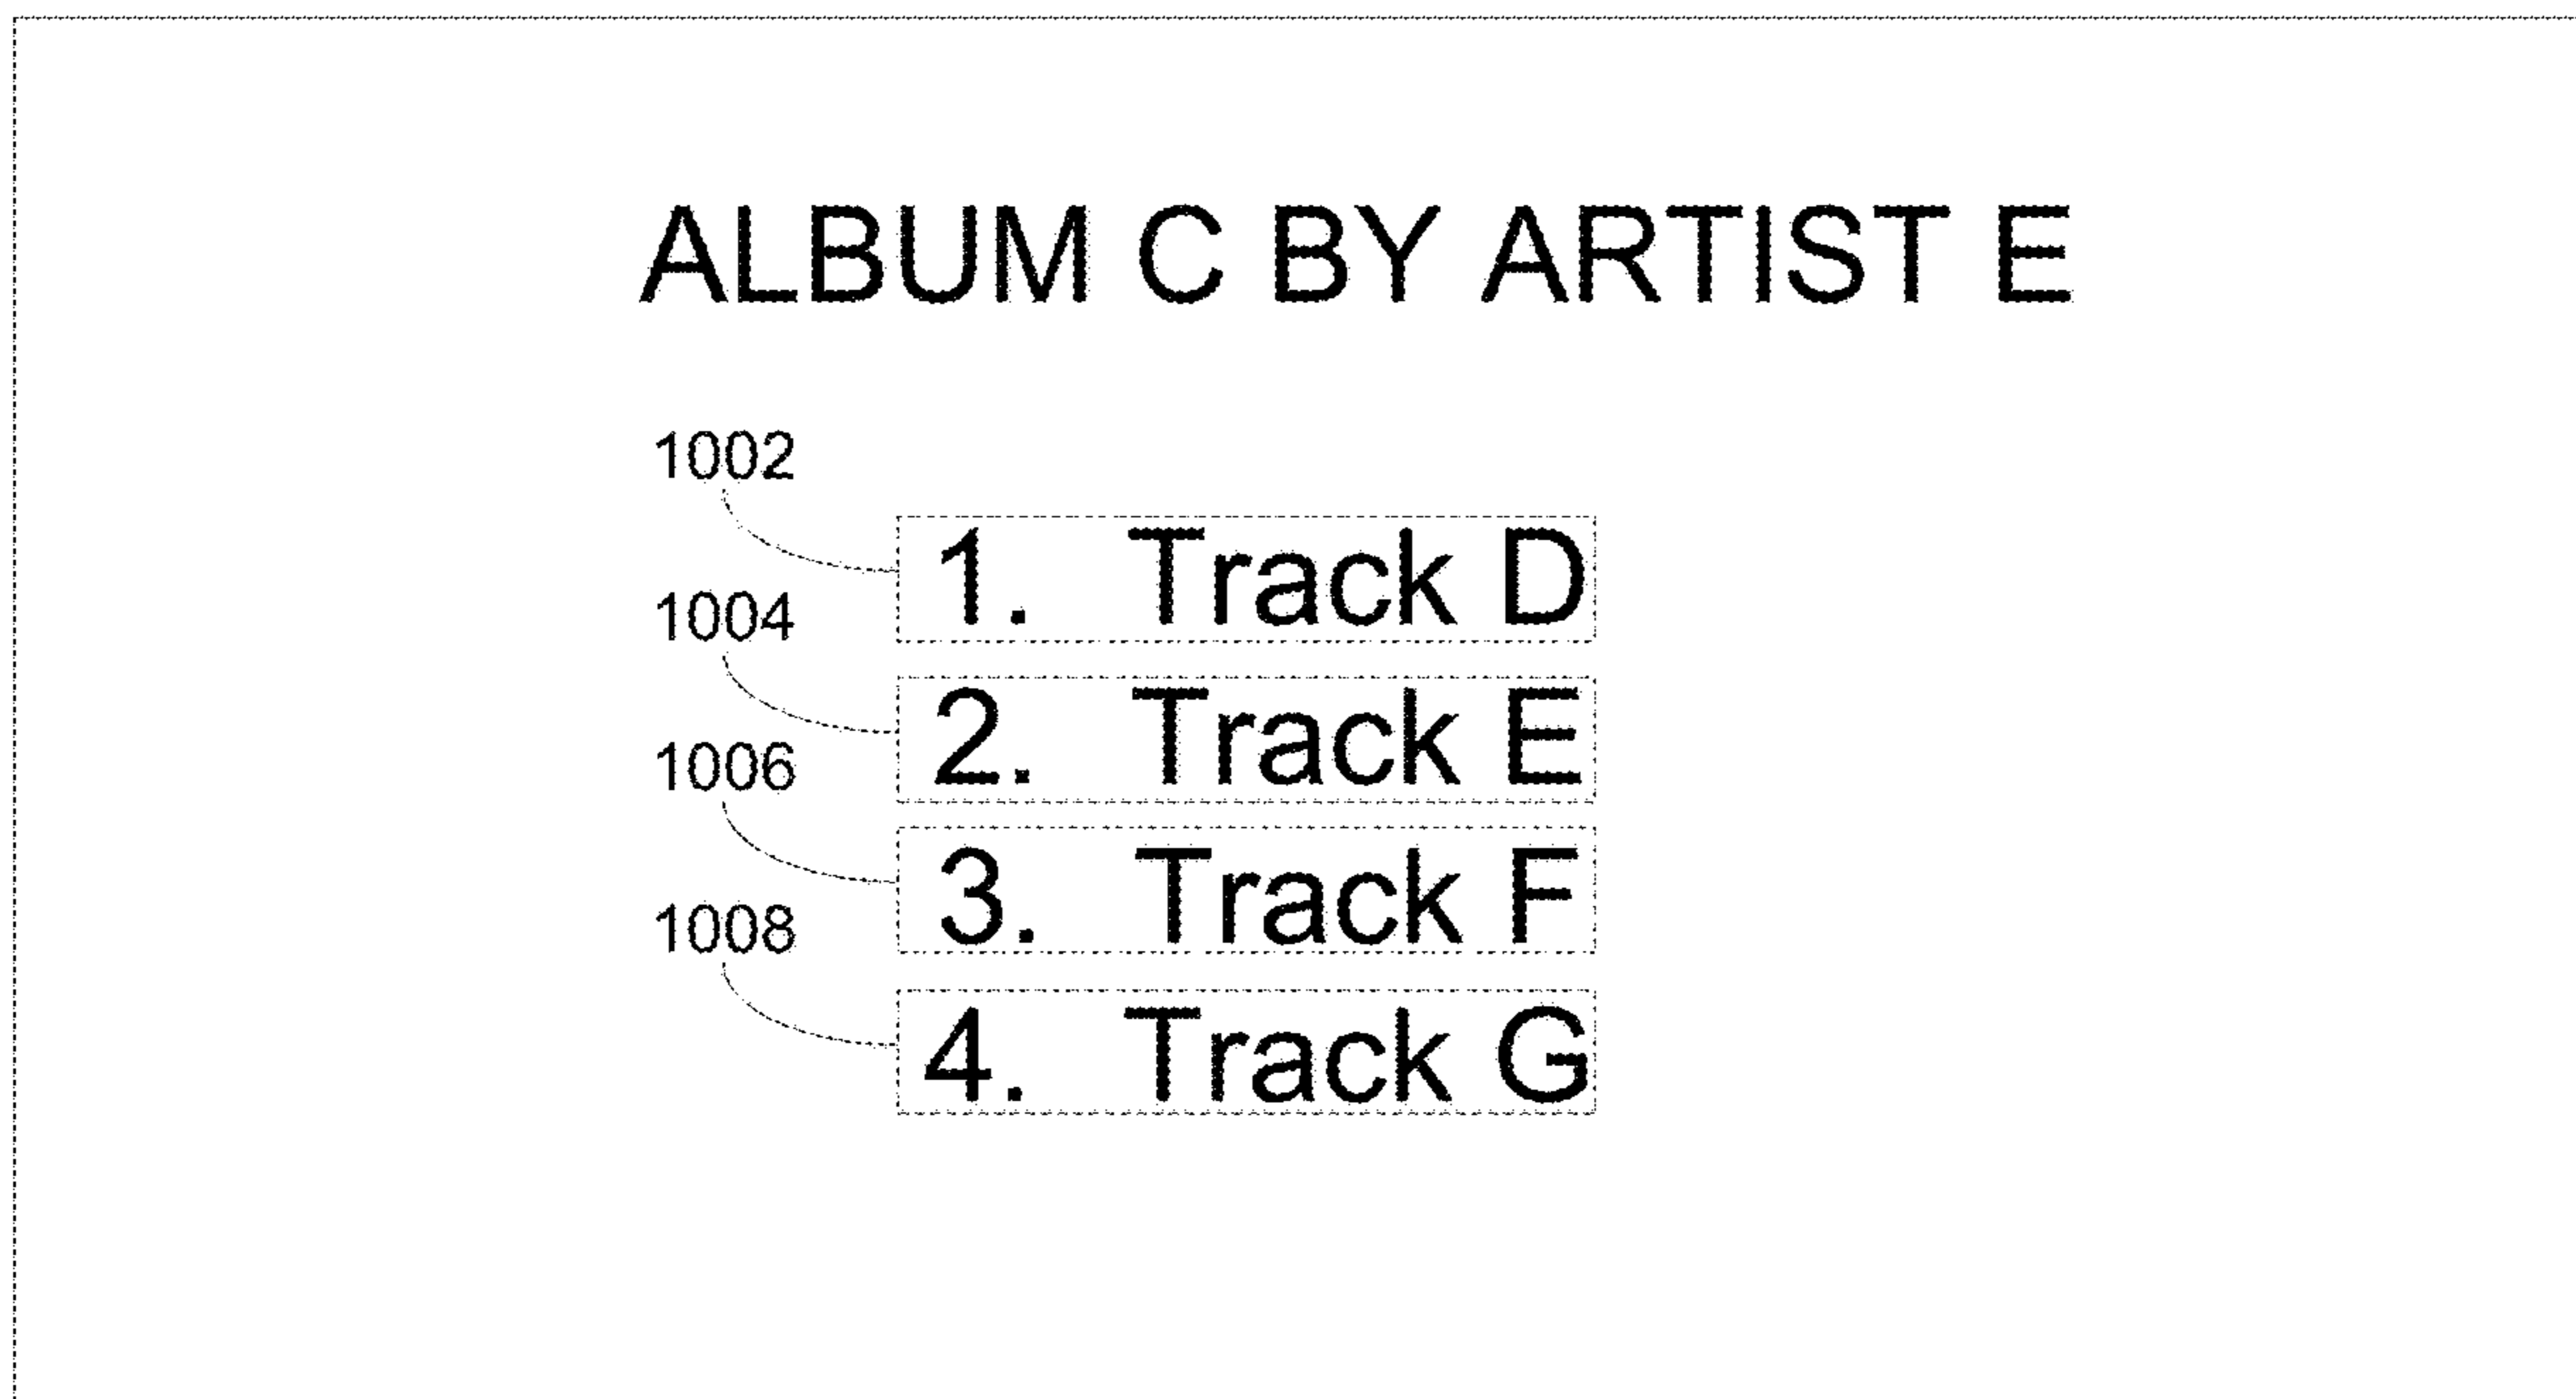 ALBUM C BY ARTIST E
1002
1. Track D
1004
2. Track E
1006
3. Track F
1008
4. Track G